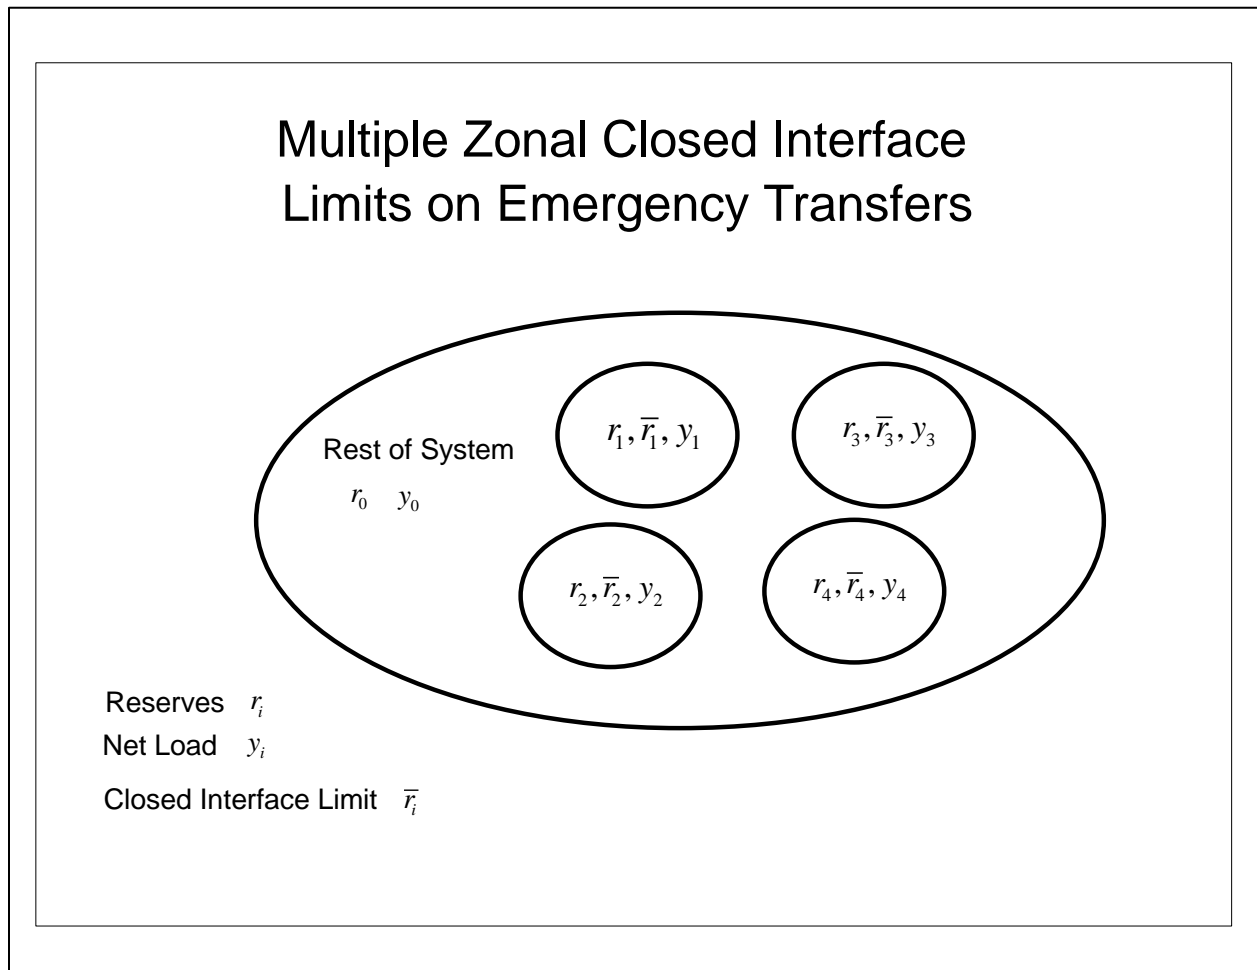 Multiple Zonal Closed Interface
Limits on Emergency Transfers
r₁, r̅₁, y₁
r₃, r̅₃, y₃
Rest of System
r₀ y₀
r₂, r̅₂, y₂
r₄, r̅₄, y₄
Reserves rᵢ
Net Load yᵢ
Closed Interface Limit r̅ᵢ